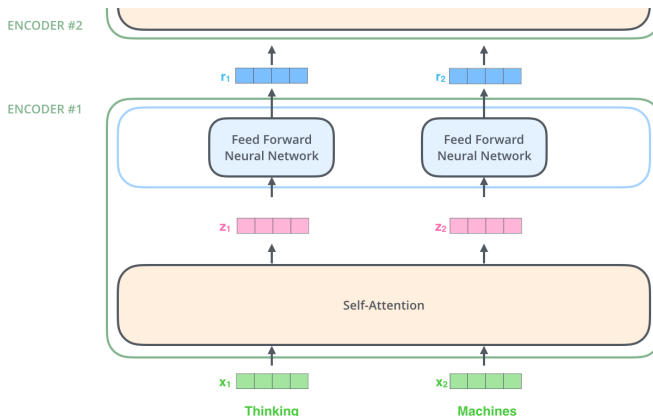 ENCODER #2
r₁
r₂
ENCODER #1
Feed Forward
Neural Network
Feed Forward
Neural Network
z₁
z₂
Self-Attention
x₁
x₂
Thinking
Machines